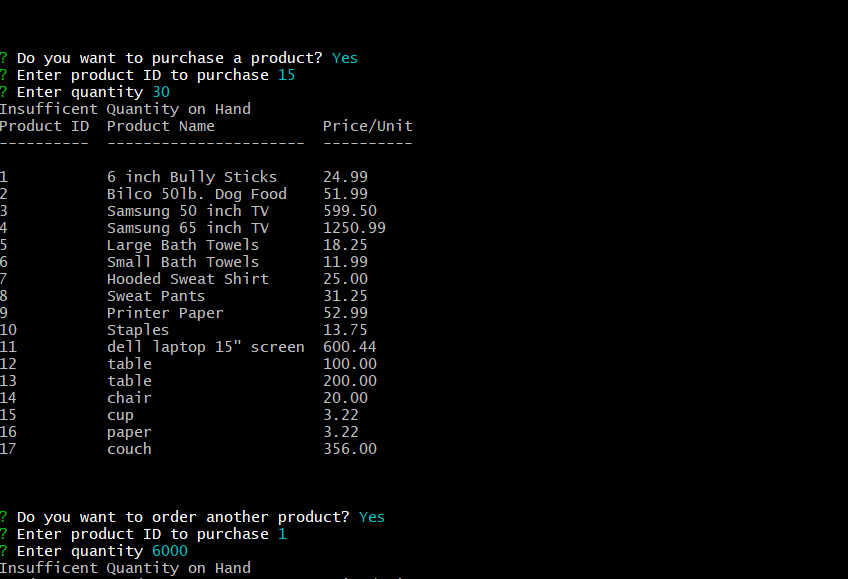 ? Do you want to purchase a product? Yes
? Enter product ID to purchase 15
? Enter quantity 30
Insufficent Quantity on Hand
Product ID  Product Name            Price/Unit
----------  ----------------------  ----------
1           6 inch Bully Sticks     24.99
2           Bilco 50lb. Dog Food    51.99
3           Samsung 50 inch TV      599.50
4           Samsung 65 inch TV      1250.99
5           Large Bath Towels       18.25
6           Small Bath Towels       11.99
7           Hooded Sweat Shirt      25.00
8           Sweat Pants             31.25
9           Printer Paper           52.99
10          Staples                 13.75
11          dell laptop 15" screen  600.44
12          table                   100.00
13          table                   200.00
14          chair                   20.00
15          cup                     3.22
16          paper                   3.22
17          couch                   356.00
? Do you want to order another product? Yes
? Enter product ID to purchase 1
? Enter quantity 6000
Insufficent Quantity on Hand